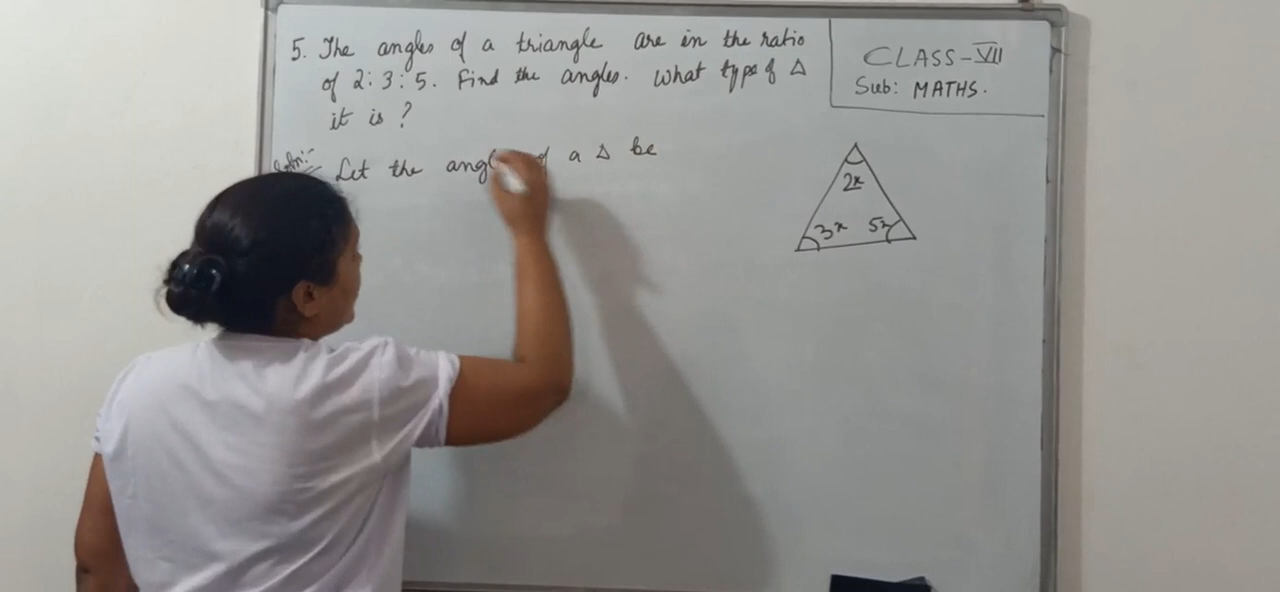 5. The angles of a triangle are in the ratio
of 2:3:5. Find the angles. What type of Δ
it is ?
CLASS-VII
Sub: MATHS.
Soln:-
Let the angle of a Δ be
2x
3x
5x